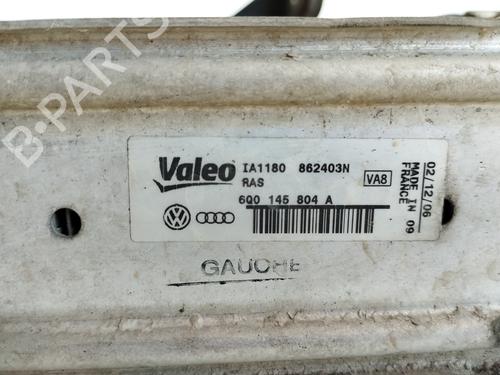 B-PARTS
Valeo IA1180 862403N
RAS VA8
6Q0 145 804 A
02/12/06
MADE IN 09
FRANCE
GAUCHE